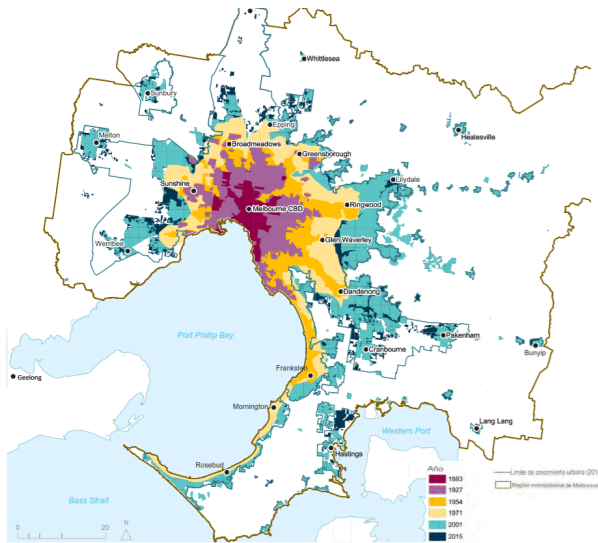 Whittlesea
Sunbury
Epping
Melton
Healesville
Broadmeadows
Greensborough
Lilydale
Sunshine
Ringwood
Melbourne CBD
Glen Waverley
Werribee
Dandenong
Port Phillip Bay
Pakenham
Cranbourne
Bunyip
Geelong
Frankston
Mornington
Lang Lang
Western Port
Hastings
Rosebud
Año
Límite de crecimiento urbano (201
1883
Región metropolitana de Melbourne
1927
Bass Strait
1954
1971
0
20
N
2001
2015